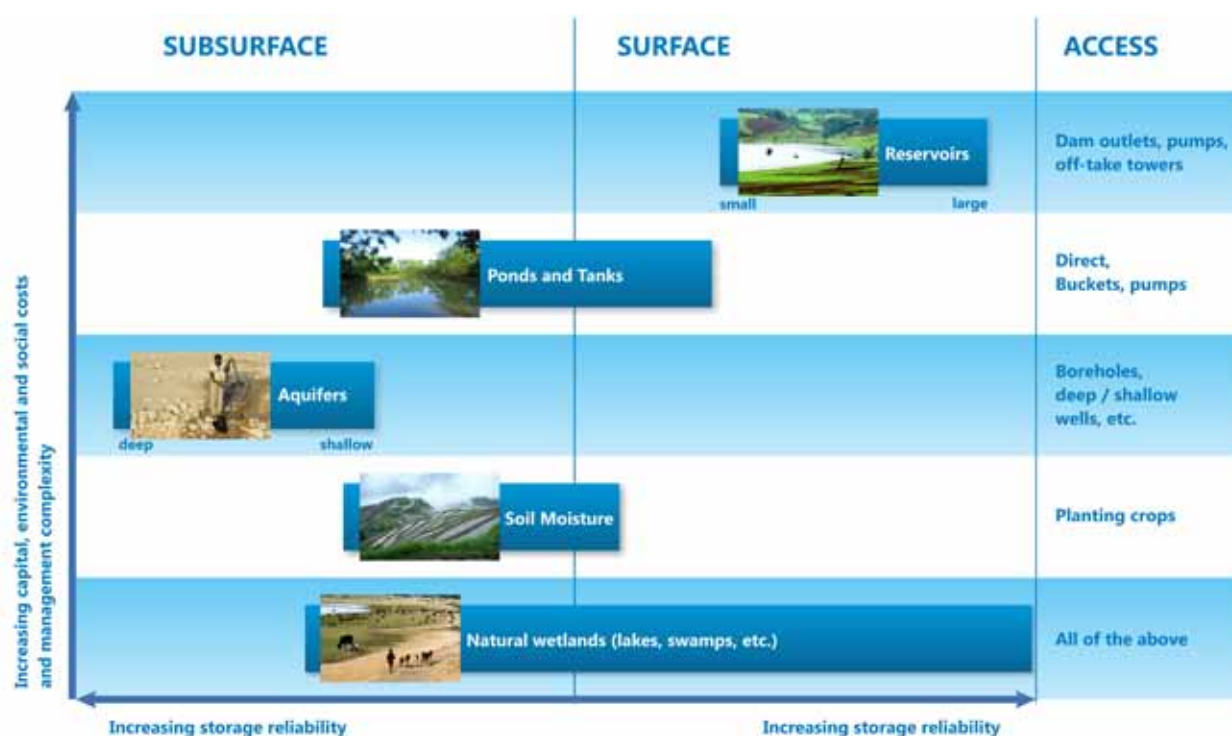 SUBSURFACE
SURFACE
ACCESS
Reservoirs
small
large
Dam outlets, pumps,
off-take towers
Ponds and Tanks
Direct,
Buckets, pumps
Aquifers
deep
shallow
Boreholes,
deep / shallow
wells, etc.
Soil Moisture
Planting crops
Natural wetlands (lakes, swamps, etc.)
All of the above
Increasing capital, environmental and social costs
and management complexity
Increasing storage reliability
Increasing storage reliability